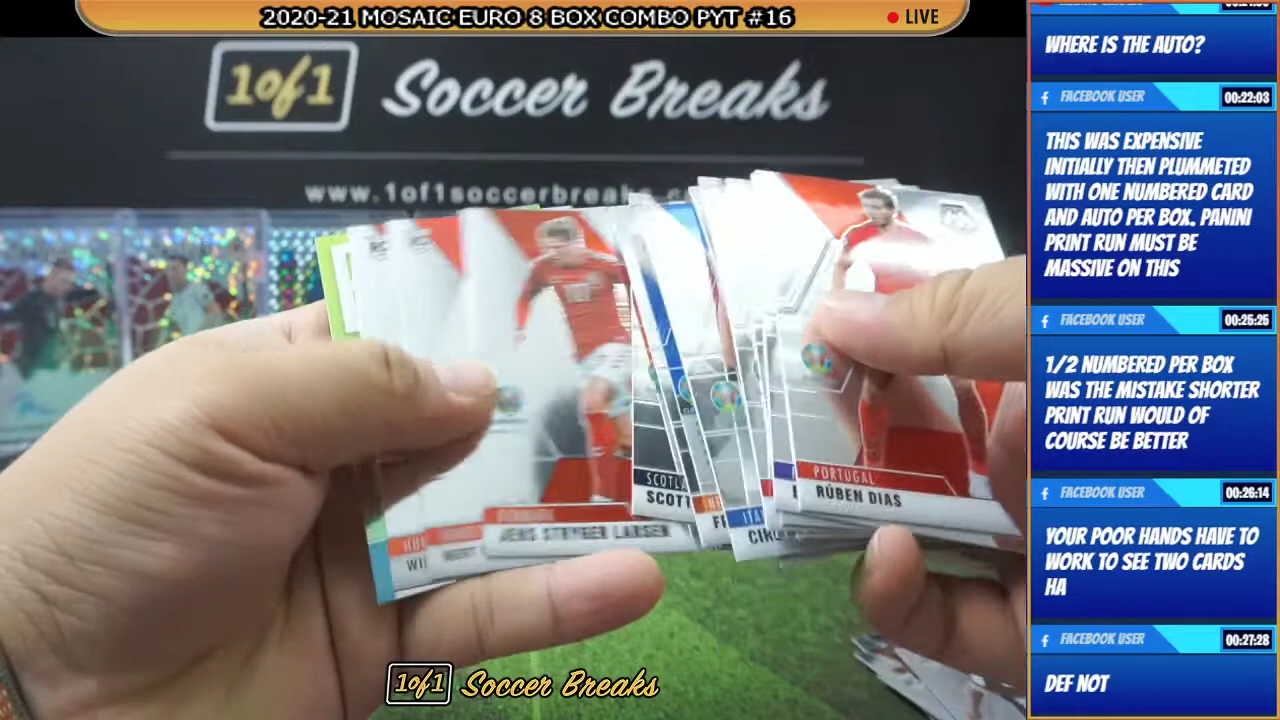 2020-21 MOSAIC EURO 8 BOX COMBO PYT #16
LIVE
1of1 Soccer Breaks
RC
PORTUGAL
RÚBEN DIAS
JENS STRYGER LARSEN
SCOTT
1of1 Soccer Breaks
WHERE IS THE AUTO?
FACEBOOK USER 00:22:03
THIS WAS EXPENSIVE
INITIALLY THEN PLUMMETED
WITH ONE NUMBERED CARD
AND AUTO PER BOX. PANINI
PRINT RUN MUST BE
MASSIVE ON THIS
FACEBOOK USER 00:25:25
1/2 NUMBERED PER BOX
WAS THE MISTAKE SHORTER
PRINT RUN WOULD OF
COURSE BE BETTER
FACEBOOK USER 00:26:14
YOUR POOR HANDS HAVE TO
WORK TO SEE TWO CARDS
HA
FACEBOOK USER 00:27:28
DEF NOT